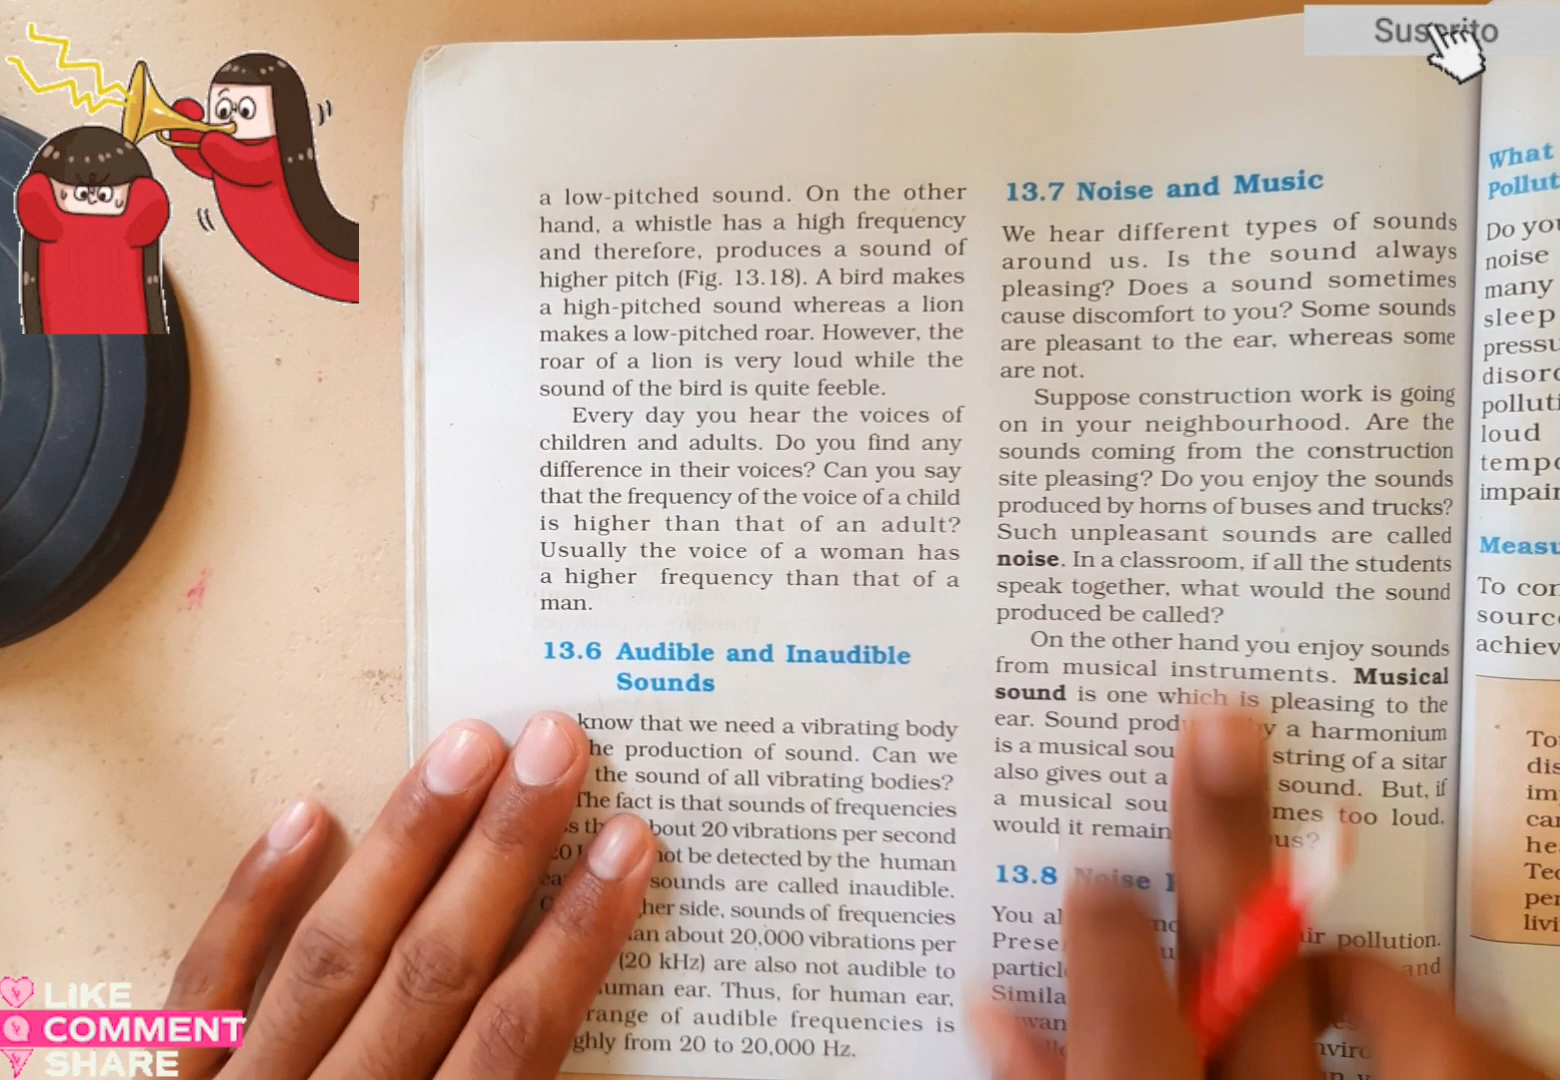 Suscrito
a low-pitched sound. On the other
hand, a whistle has a high frequency
and therefore, produces a sound of
higher pitch (Fig. 13.18). A bird makes
a high-pitched sound whereas a lion
makes a low-pitched roar. However, the
roar of a lion is very loud while the
sound of the bird is quite feeble.
Every day you hear the voices of
children and adults. Do you find any
difference in their voices? Can you say
that the frequency of the voice of a child
is higher than that of an adult?
Usually the voice of a woman has
a higher frequency than that of a
man.
13.6 Audible and Inaudible
Sounds
know that we need a vibrating body
he production of sound. Can we
the sound of all vibrating bodies?
The fact is that sounds of frequencies
bout 20 vibrations per second
not be detected by the human
sounds are called inaudible.
her side, sounds of frequencies
an about 20,000 vibrations per
(20 kHz) are also not audible to
uman ear. Thus, for human ear,
range of audible frequencies is
ghly from 20 to 20,000 Hz.
13.7 Noise and Music
We hear different types of sounds
around us. Is the sound always
pleasing? Does a sound sometimes
cause discomfort to you? Some sounds
are pleasant to the ear, whereas some
are not.
Suppose construction work is going
on in your neighbourhood. Are the
sounds coming from the construction
site pleasing? Do you enjoy the sounds
produced by horns of buses and trucks?
Such unpleasant sounds are called
noise. In a classroom, if all the students
speak together, what would the sound
produced be called?
On the other hand you enjoy sounds
from musical instruments. Musical
sound is one which is pleasing to the
ear. Sound prod by a harmonium
is a musical sou string of a sitar
also gives out a sound. But, if
a musical sou mes too loud,
would it remain ous?
13.8 Noise
You al
Prese air pollution.
particl and
Simila
What
Pollut
Do you
noise
many
sleep
pressu
disord
polluti
loud
tempo
impair
Measu
To con
source
achiev
To
dis
im
car
he
Tec
per
livi
LIKE
COMMENT
SHARE